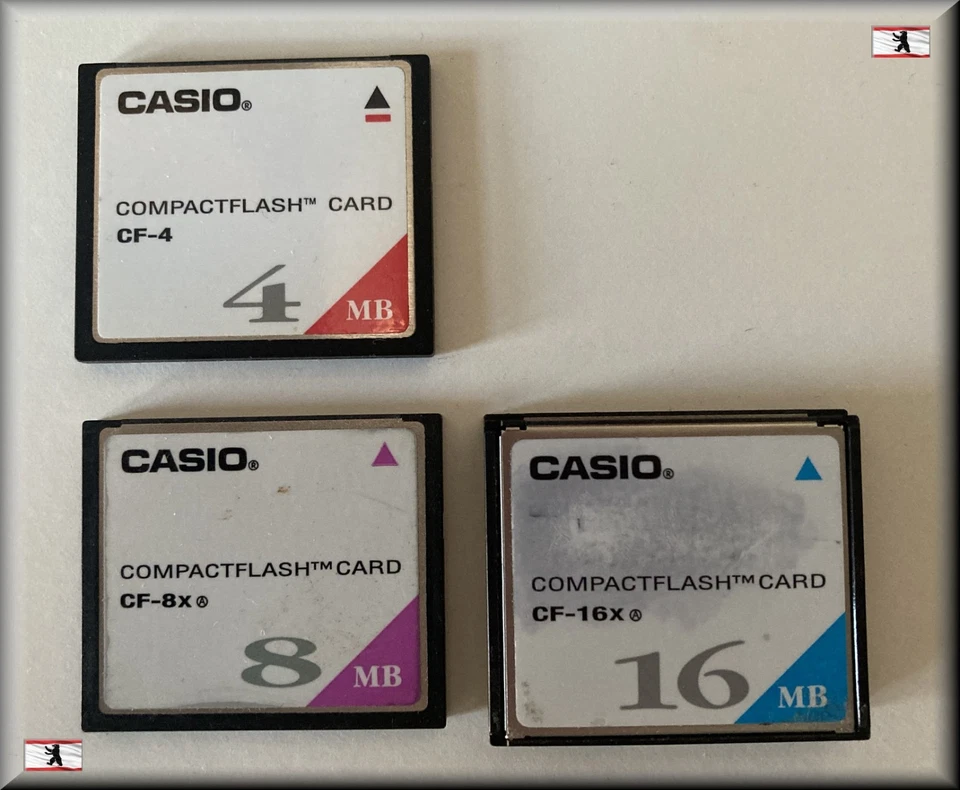 CASIO®
COMPACTFLASH™ CARD
CF-4
4 MB
CASIO®
COMPACTFLASH™ CARD
CF-8x Ⓐ
8 MB
CASIO®
COMPACTFLASH™ CARD
CF-16x Ⓐ
16 MB